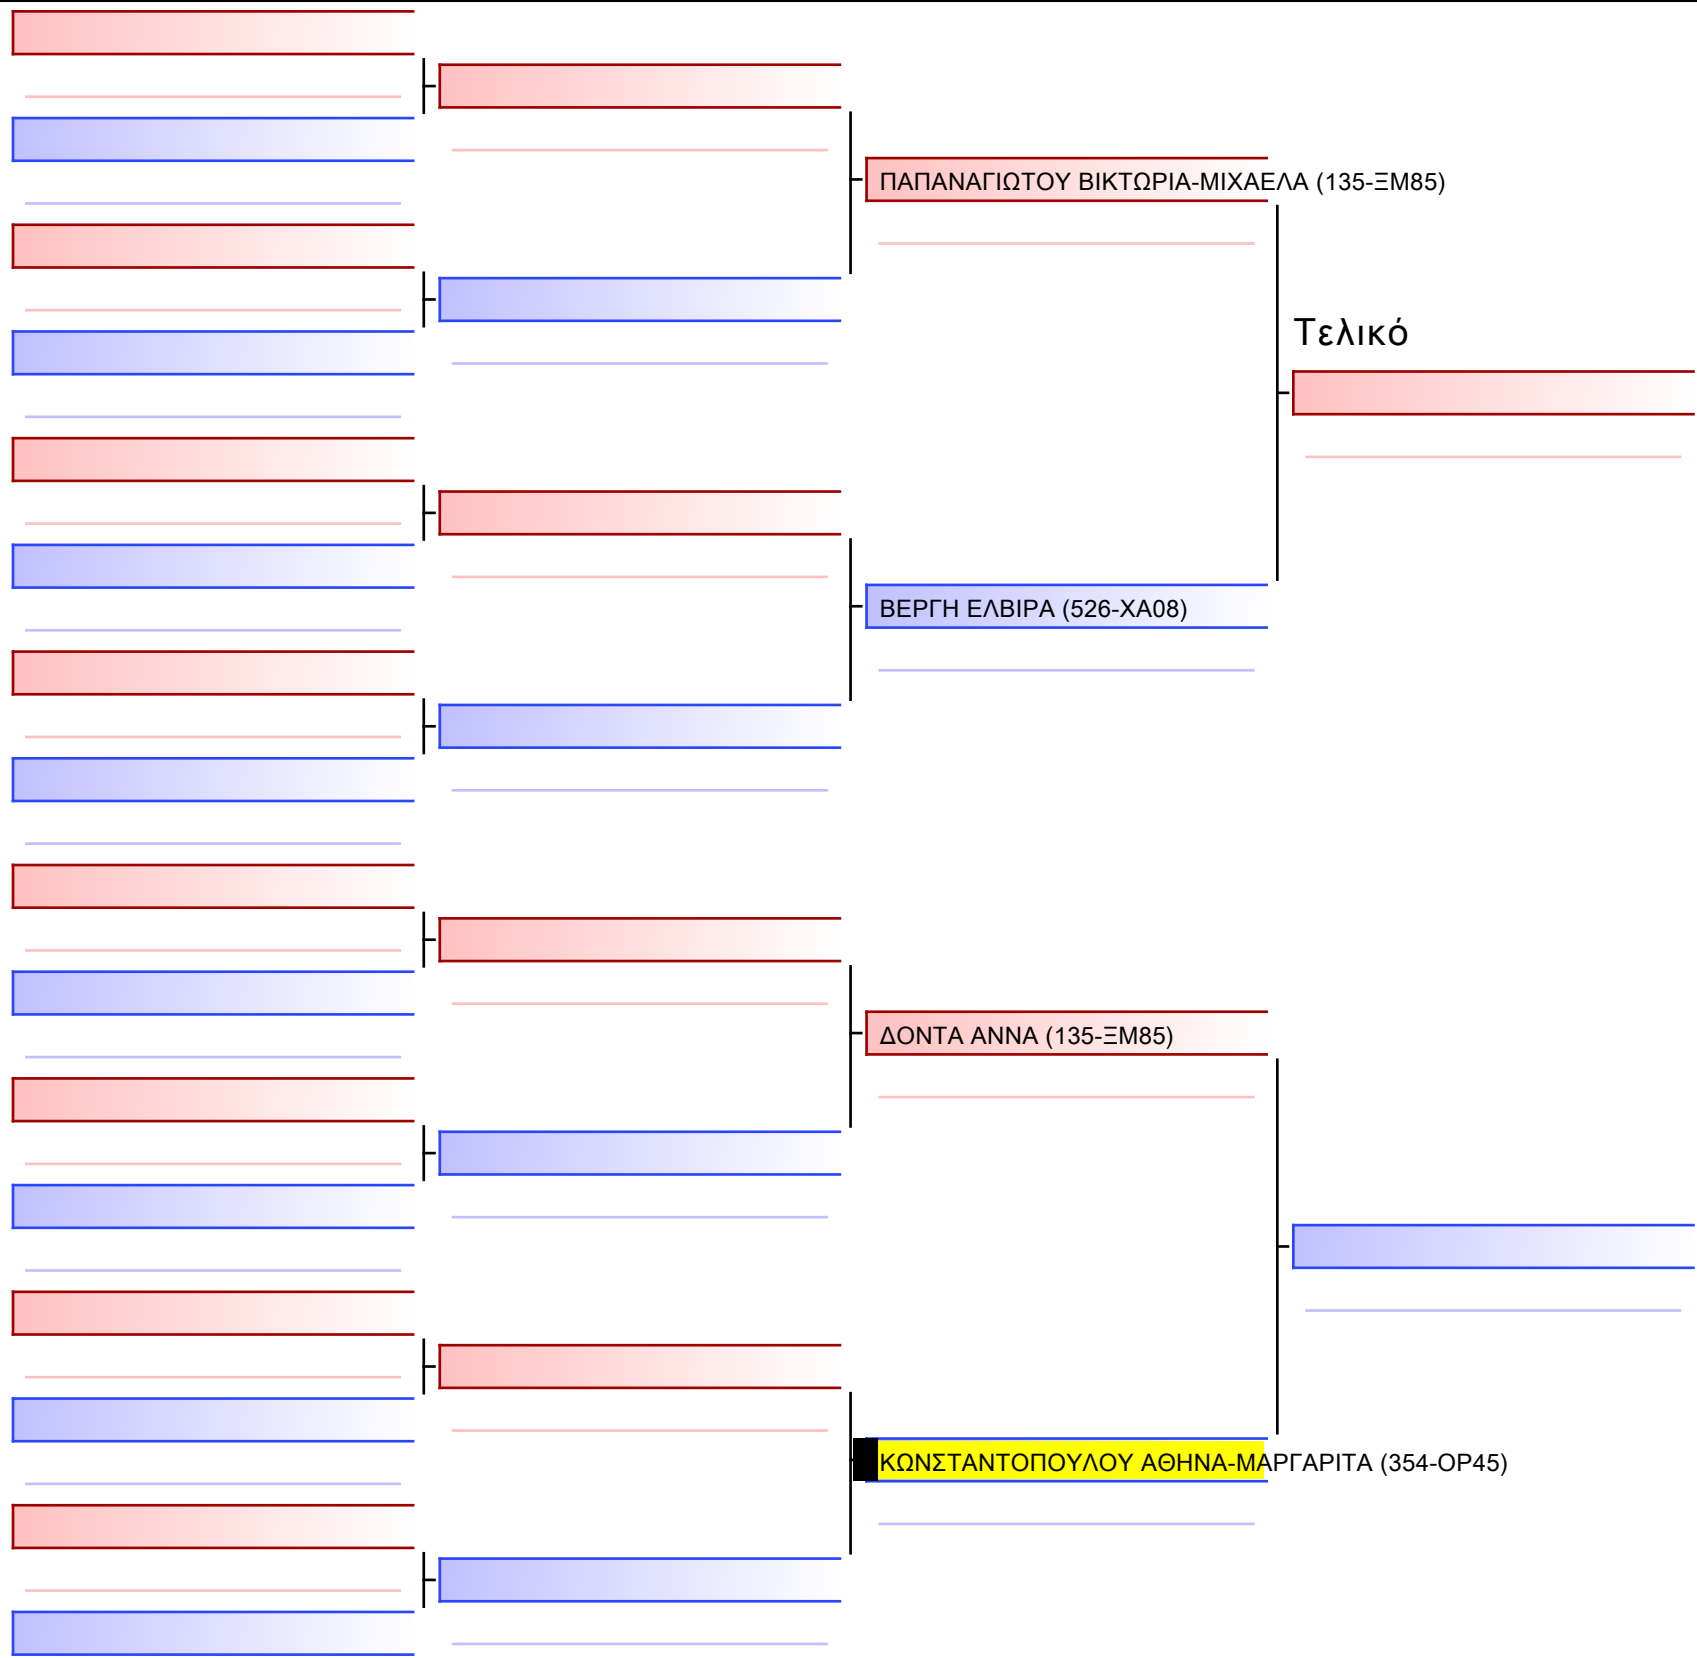 ΠΑΠΑΝΑΓΙΩΤΟΥ ΒΙΚΤΩΡΙΑ-ΜΙΧΑΕΛΑ (135-ΞΜ85)
Τελικό
ΒΕΡΓΗ ΕΛΒΙΡΑ (526-ΧΑ08)
ΔΟΝΤΑ ΑΝΝΑ (135-ΞΜ85)
ΚΩΝΣΤΑΝΤΟΠΟΥΛΟΥ ΑΘΗΝΑ-ΜΑΡΓΑΡΙΤΑ (354-ΟΡ45)